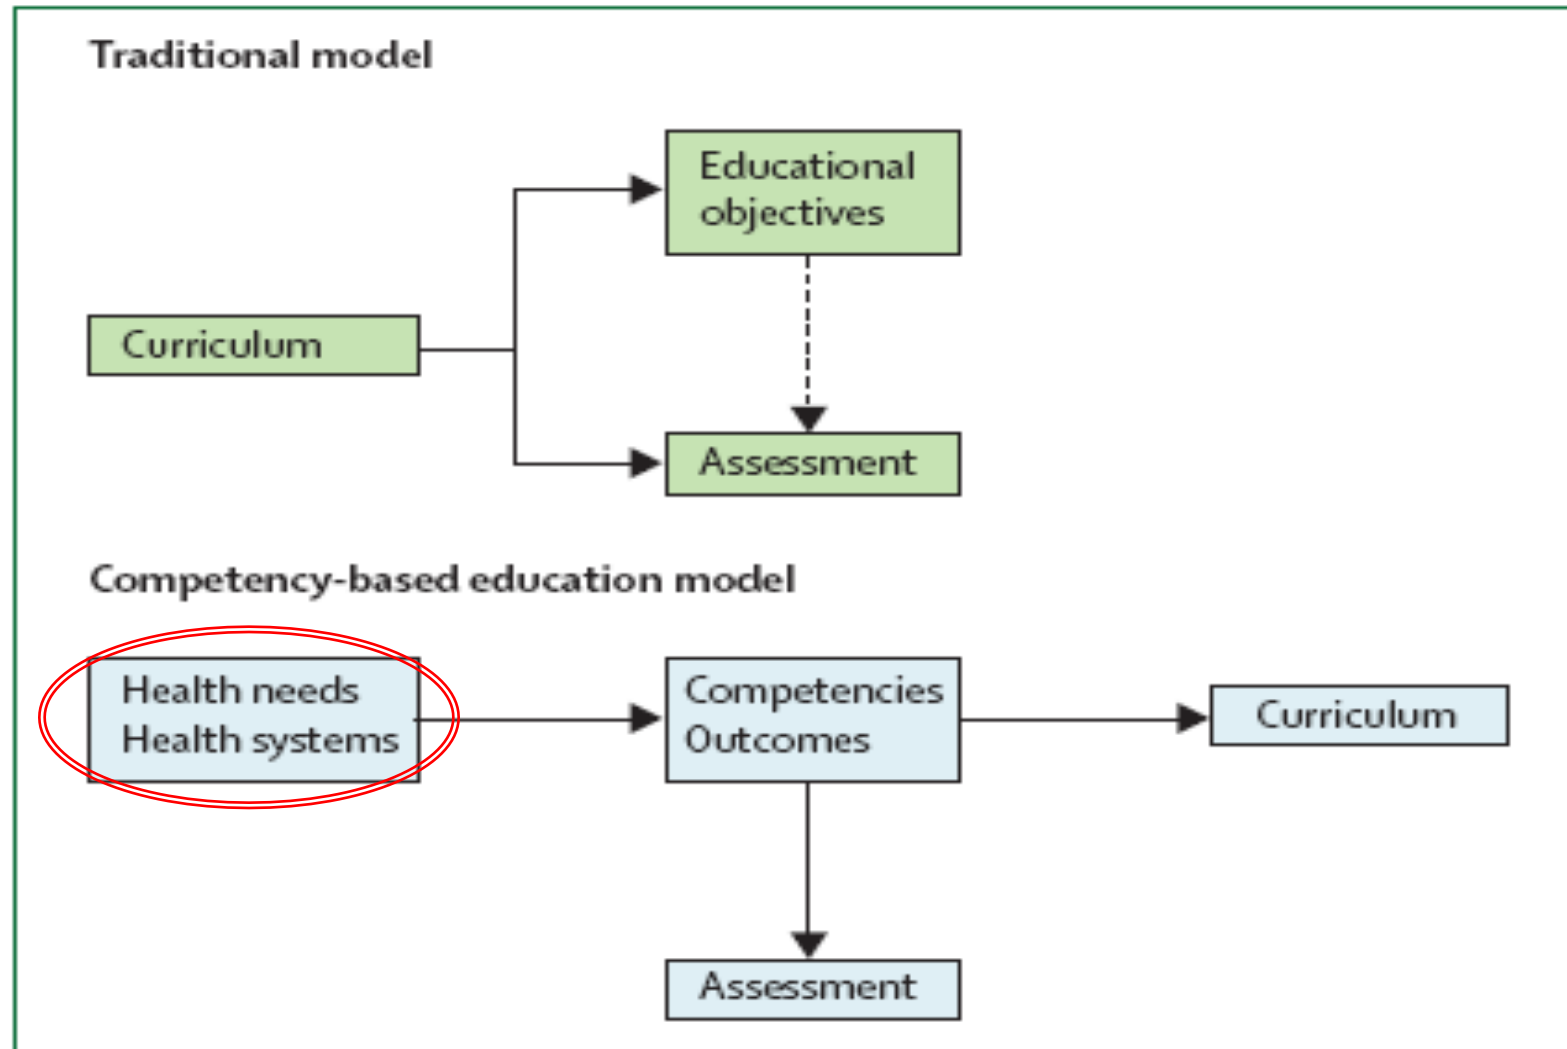 Traditional model
Educational
objectives
Curriculum
Assessment
Competency-based education model
Health needs
Health systems
Competencies
Outcomes
Curriculum
Assessment